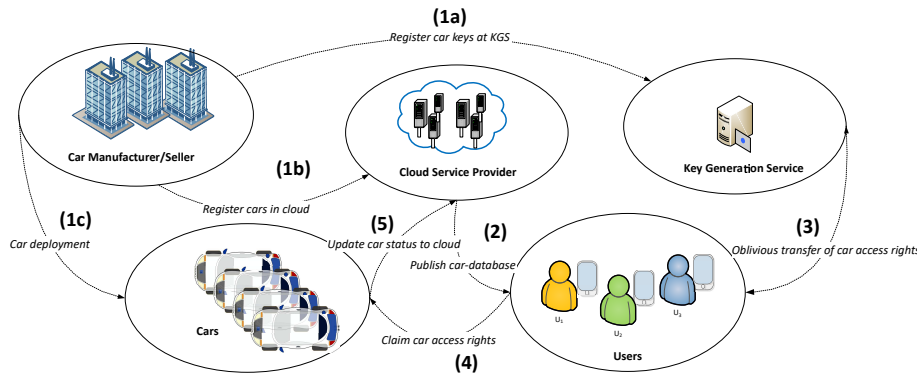 (1a)
Register car keys at KGS
Car Manufacturer/Seller
Cloud Service Provider
Key Generation Service
(1b)
Register cars in cloud
(1c)
Car deployment
(5)
Update car status to cloud
(2)
Publish car-database
(3)
Oblivious transfer of car access rights
U₁
U₂
U₃
Cars
Claim car access rights
(4)
Users